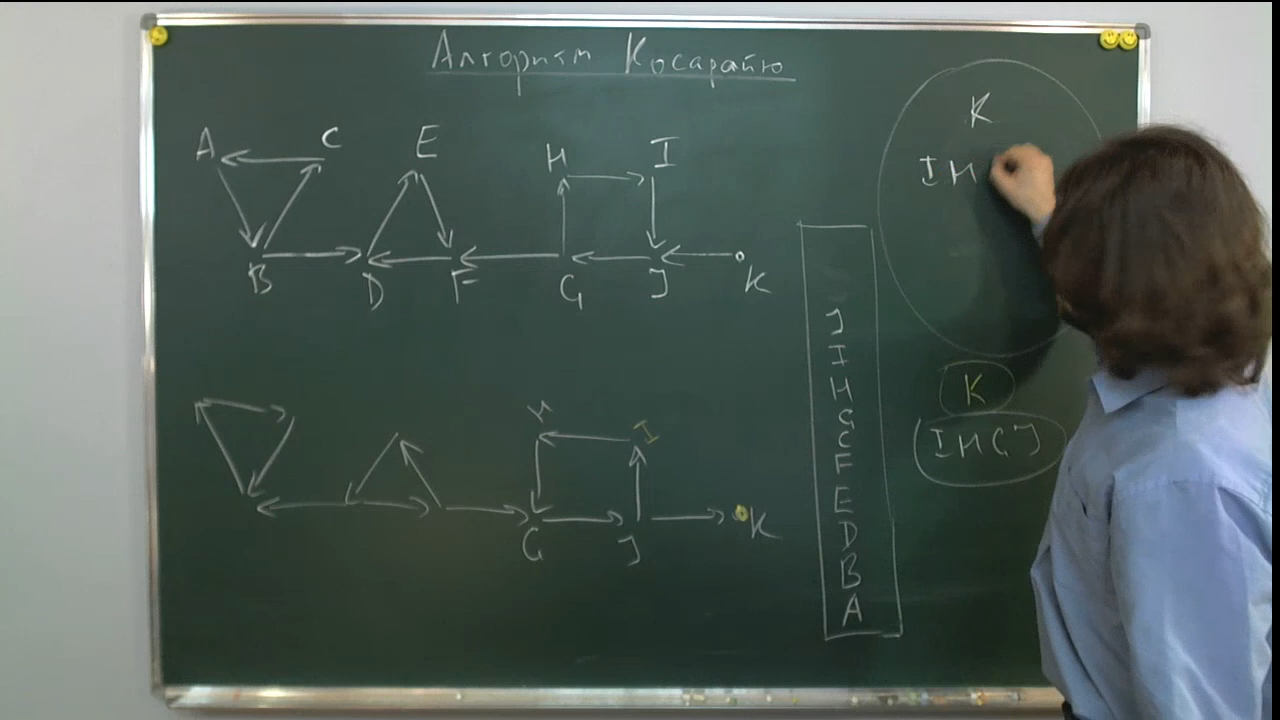 Алгоритм Косарайю
A C E H I
B D F G J K
K
I H
J
I
H
G
C
F
E
D
B
A
K
I H G J
H I
G J K